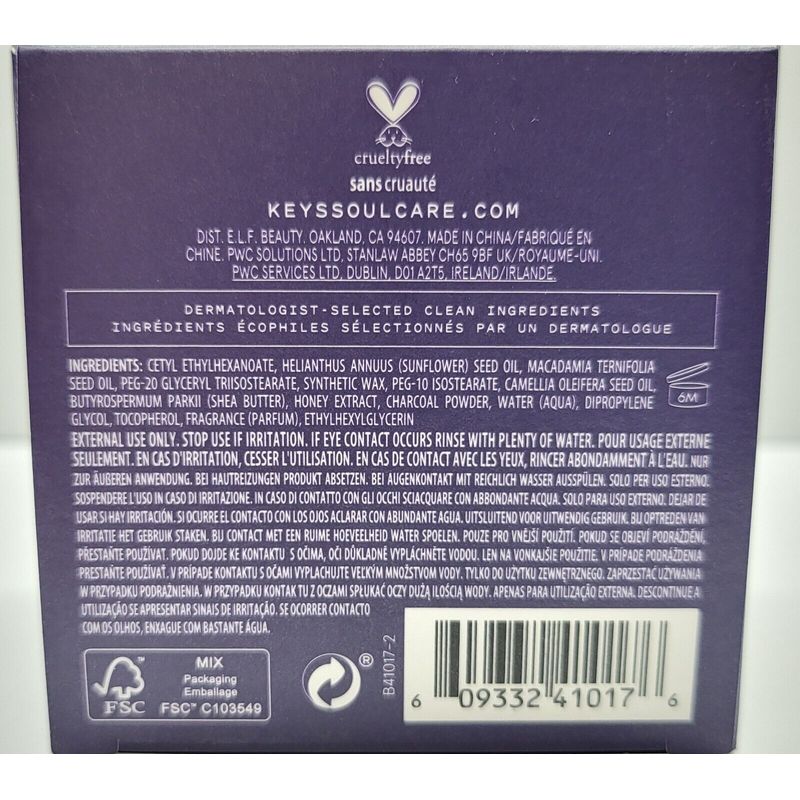 crueltyfree
sans cruauté
KEYSSOULCARE.COM
DIST. E.L.F. BEAUTY. OAKLAND, CA 94607. MADE IN CHINA/FABRIQUÉ EN
CHINE. PWC SOLUTIONS LTD, STANLAW ABBEY CH65 9BF UK/ROYAUME-UNI.
PWC SERVICES LTD, DUBLIN, D01 A2T5, IRELAND/IRLANDE.
DERMATOLOGIST-SELECTED CLEAN INGREDIENTS
INGRÉDIENTS ÉCOPHILES SÉLECTIONNÉS PAR UN DERMATOLOGUE
INGREDIENTS: CETYL ETHYLHEXANOATE, HELIANTHUS ANNUUS (SUNFLOWER) SEED OIL, MACADAMIA TERNIFOLIA
SEED OIL, PEG-20 GLYCERYL TRIISOSTEARATE, SYNTHETIC WAX, PEG-10 ISOSTEARATE, CAMELLIA OLEIFERA SEED OIL,
BUTYROSPERMUM PARKII (SHEA BUTTER), HONEY EXTRACT, CHARCOAL POWDER, WATER (AQUA), DIPROPYLENE
GLYCOL, TOCOPHEROL, FRAGRANCE (PARFUM), ETHYLHEXYLGLYCERIN
6M
EXTERNAL USE ONLY. STOP USE IF IRRITATION. IF EYE CONTACT OCCURS RINSE WITH PLENTY OF WATER. POUR USAGE EXTERNE
SEULEMENT. EN CAS D'IRRITATION, CESSER L'UTILISATION. EN CAS DE CONTACT AVEC LES YEUX, RINCER ABONDAMMENT À L'EAU. NUR
ZUR ÄUßEREN ANWENDUNG. BEI HAUTREIZUNGEN PRODUKT ABSETZEN. BEI AUGENKONTAKT MIT REICHLICH WASSER AUSSPÜLEN. SOLO PER USO ESTERNO.
SOSPENDERE L'USO IN CASO DI IRRITAZIONE. IN CASO DI CONTATTO CON GLI OCCHI SCIACQUARE CON ABBONDANTE ACQUA. SOLO PARA USO EXTERNO. DEJAR DE
USAR SI HAY IRRITACIÓN. SI OCURRE EL CONTACTO CON LOS OJOS ACLARAR CON ABUNDANTE AGUA. UITSLUITEND VOOR UITWENDIG GEBRUIK. BIJ OPTREDEN VAN
IRRITATIE HET GEBRUIK STAKEN. BIJ CONTACT MET EEN RUIME HOEVEELHEID WATER SPOELEN. POUZE PRO VNĚJŠÍ POUŽITÍ. POKUD SE OBJEVÍ PODRÁŽDĚNÍ,
PŘESTAŇTE POUŽÍVAT. POKUD DOJDE KE KONTAKTU S OČIMA, OČI DŮKLADNĚ VYPLÁCHNĚTE VODOU. LEN NA VONKAJŠIE POUŽITIE. V PRÍPADE PODRÁŽDENIA
PRESTAŇTE POUŽÍVAŤ. V PRÍPADE KONTAKTU S OČAMI VYPLACHUJTE VEĽKÝM MNOŽSTVOM VODY. TYLKO DO UŻYTKU ZEWNĘTRZNEGO. ZAPRZESTAĆ UŻYWANIA
W PRZYPADKU PODRAŻNIENIA. W PRZYPADKU KONTAKTU Z OCZAMI SPŁUKAĆ OCZY DUŻĄ ILOŚCIĄ WODY. APENAS PARA UTILIZAÇÃO EXTERNA. DESCONTINUE A
UTILIZAÇÃO SE APRESENTAR SINAIS DE IRRITAÇÃO. SE OCORRER CONTACTO
COM OS OLHOS, ENXAGUE COM BASTANTE ÁGUA.
FSC
MIX
Packaging
Emballage
FSC™ C103549
B41017-2
6 09332 41017 6